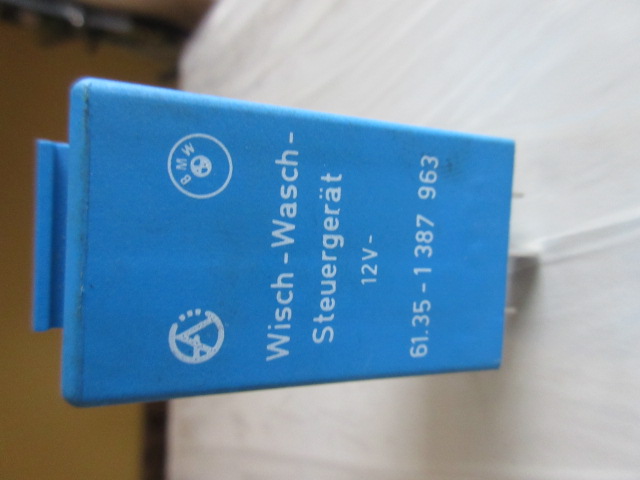 BMW
Wisch-Wasch-
Steuergerät
12V-
61.35-1 387 963